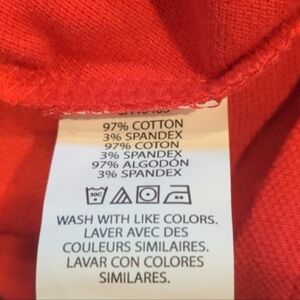 97% COTTON
3% SPANDEX
97% COTON
3% SPANDEX
97% ALGODÓN
3% SPANDEX
30C
WASH WITH LIKE COLORS.
LAVER AVEC DES
COULEURS SIMILAIRES.
LAVAR CON COLORES
SIMILARES.